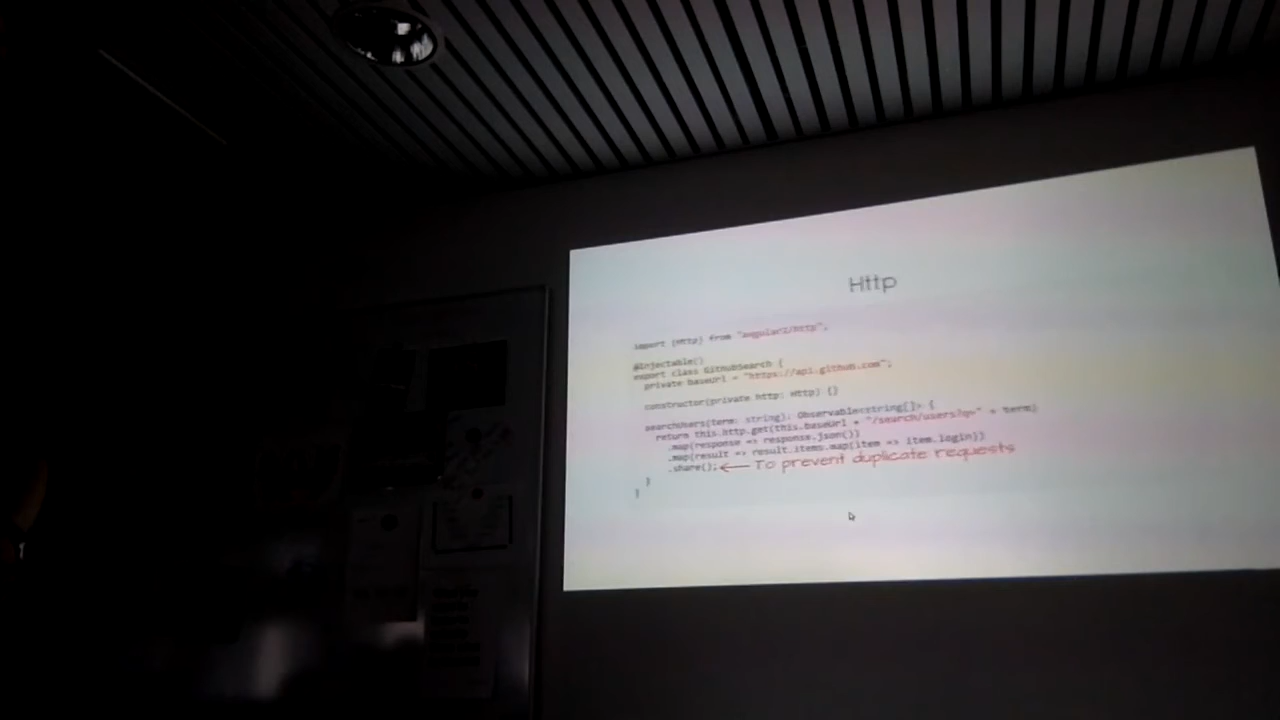 Http
import {Http} from "angular2/http";
@Injectable()
export class GithubSearch {
private baseUrl = "https://api.github.com";
constructor(private http: Http) {}
searchUsers(term: string): Observable<string[]> {
return this.http.get(this.baseUrl + "/search/users?q=" + term)
.map(response => response.json())
.map(result => result.items.map(item => item.login))
.share(); ← To prevent duplicate requests
}
}